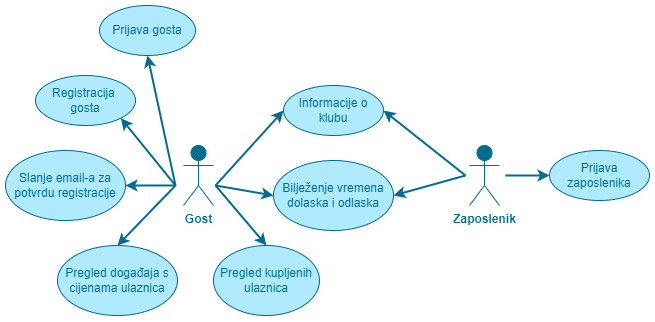 Prijava gosta
Registracija
gosta
Informacije o
klubu
Slanje email-a za
potvrdu registracije
Bilježenje vremena
dolaska i odlaska
Prijava
zaposlenika
Gost
Zaposlenik
Pregled događaja s
cijenama ulaznica
Pregled kupljenih
ulaznica